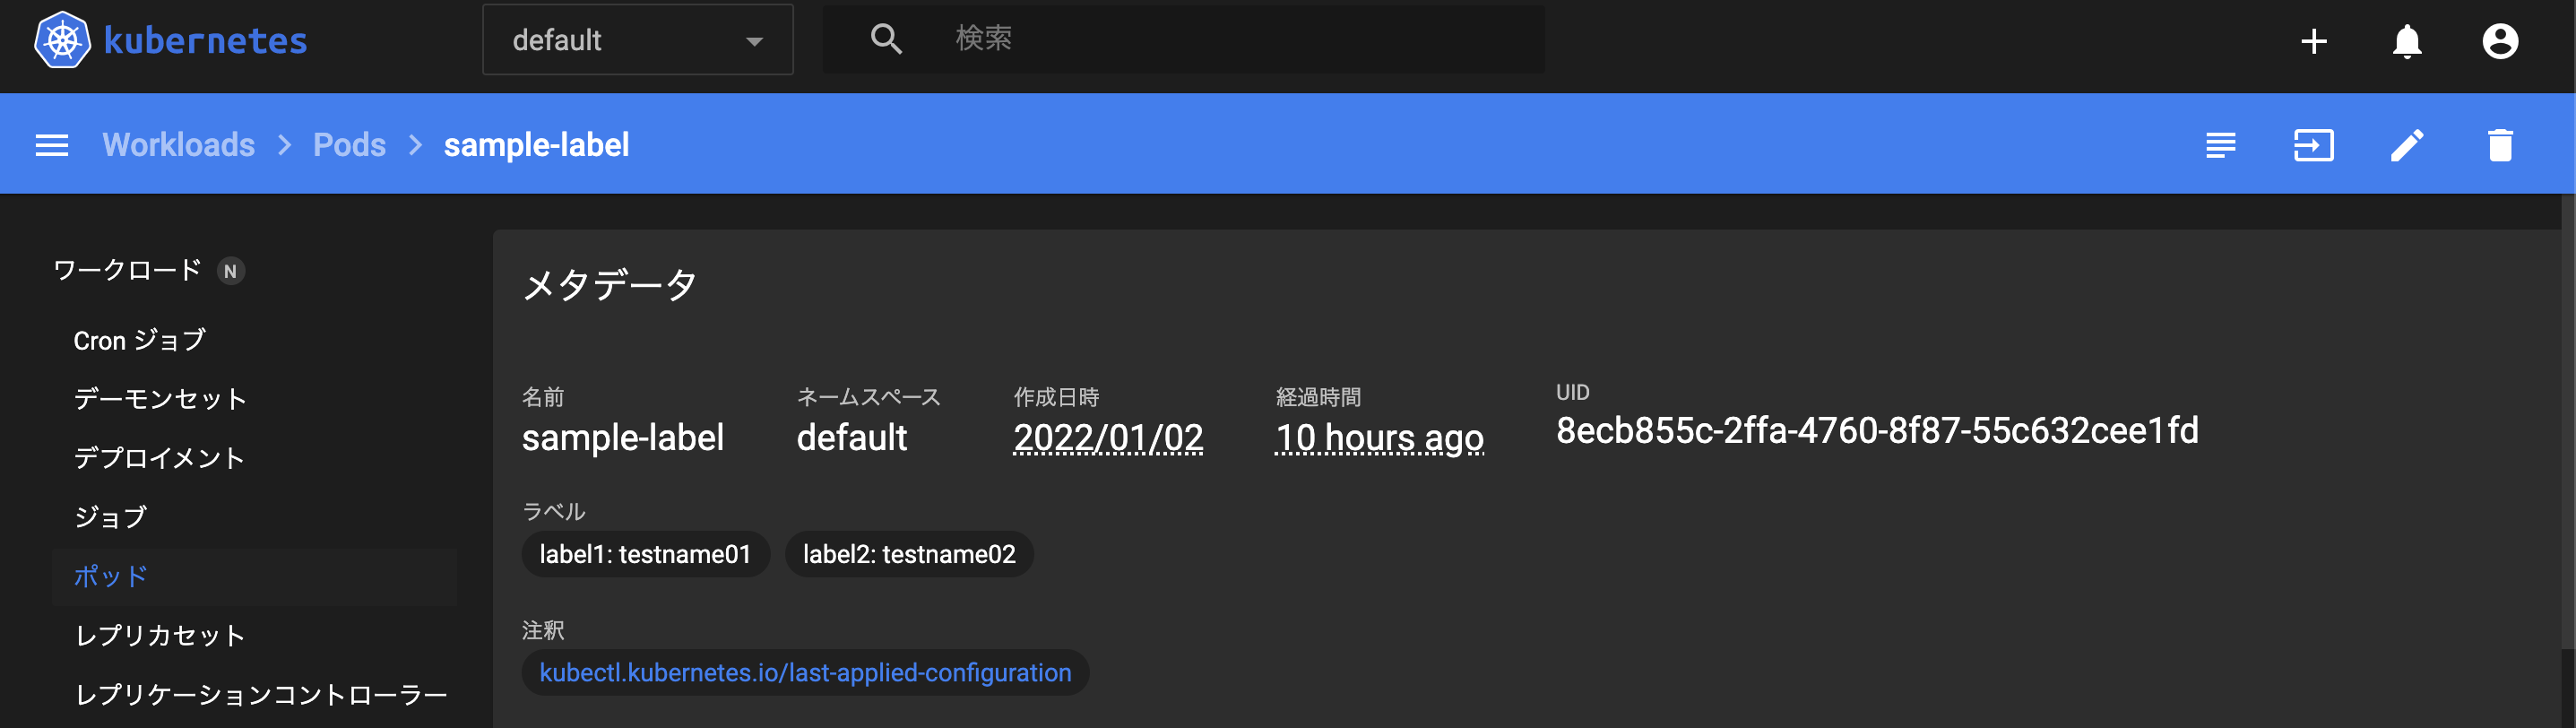 kubernetes
default
検索
Workloads > Pods > sample-label
ワークロード N
Cron ジョブ
デーモンセット
デプロイメント
ジョブ
ポッド
レプリカセット
レプリケーションコントローラー
メタデータ
名前
sample-label
ネームスペース
default
作成日時
2022/01/02
経過時間
10 hours ago
UID
8ecb855c-2ffa-4760-8f87-55c632cee1fd
ラベル
label1: testname01
label2: testname02
注釈
kubectl.kubernetes.io/last-applied-configuration